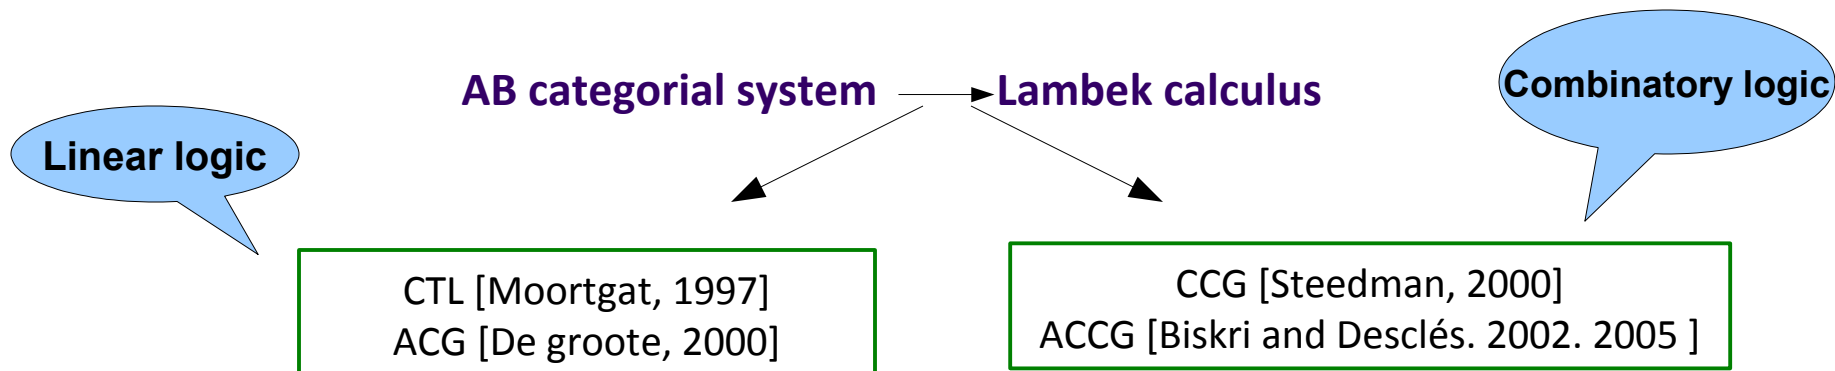 AB categorial system Lambek calculus
Combinatory logic
Linear logic
CTL [Moortgat, 1997]
ACG [De groote, 2000]
CCG [Steedman, 2000]
ACCG [Biskri and Desclés. 2002. 2005 ]